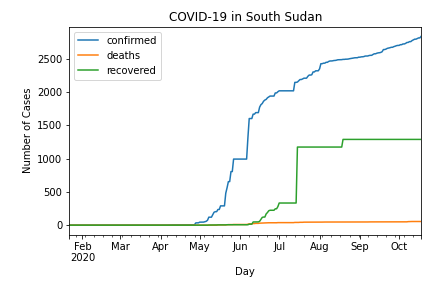 COVID-19 in South Sudan
confirmed
deaths
recovered
Number of Cases
2500
2000
1500
1000
500
0
Feb Mar Apr May Jun Jul Aug Sep Oct
2020
Day